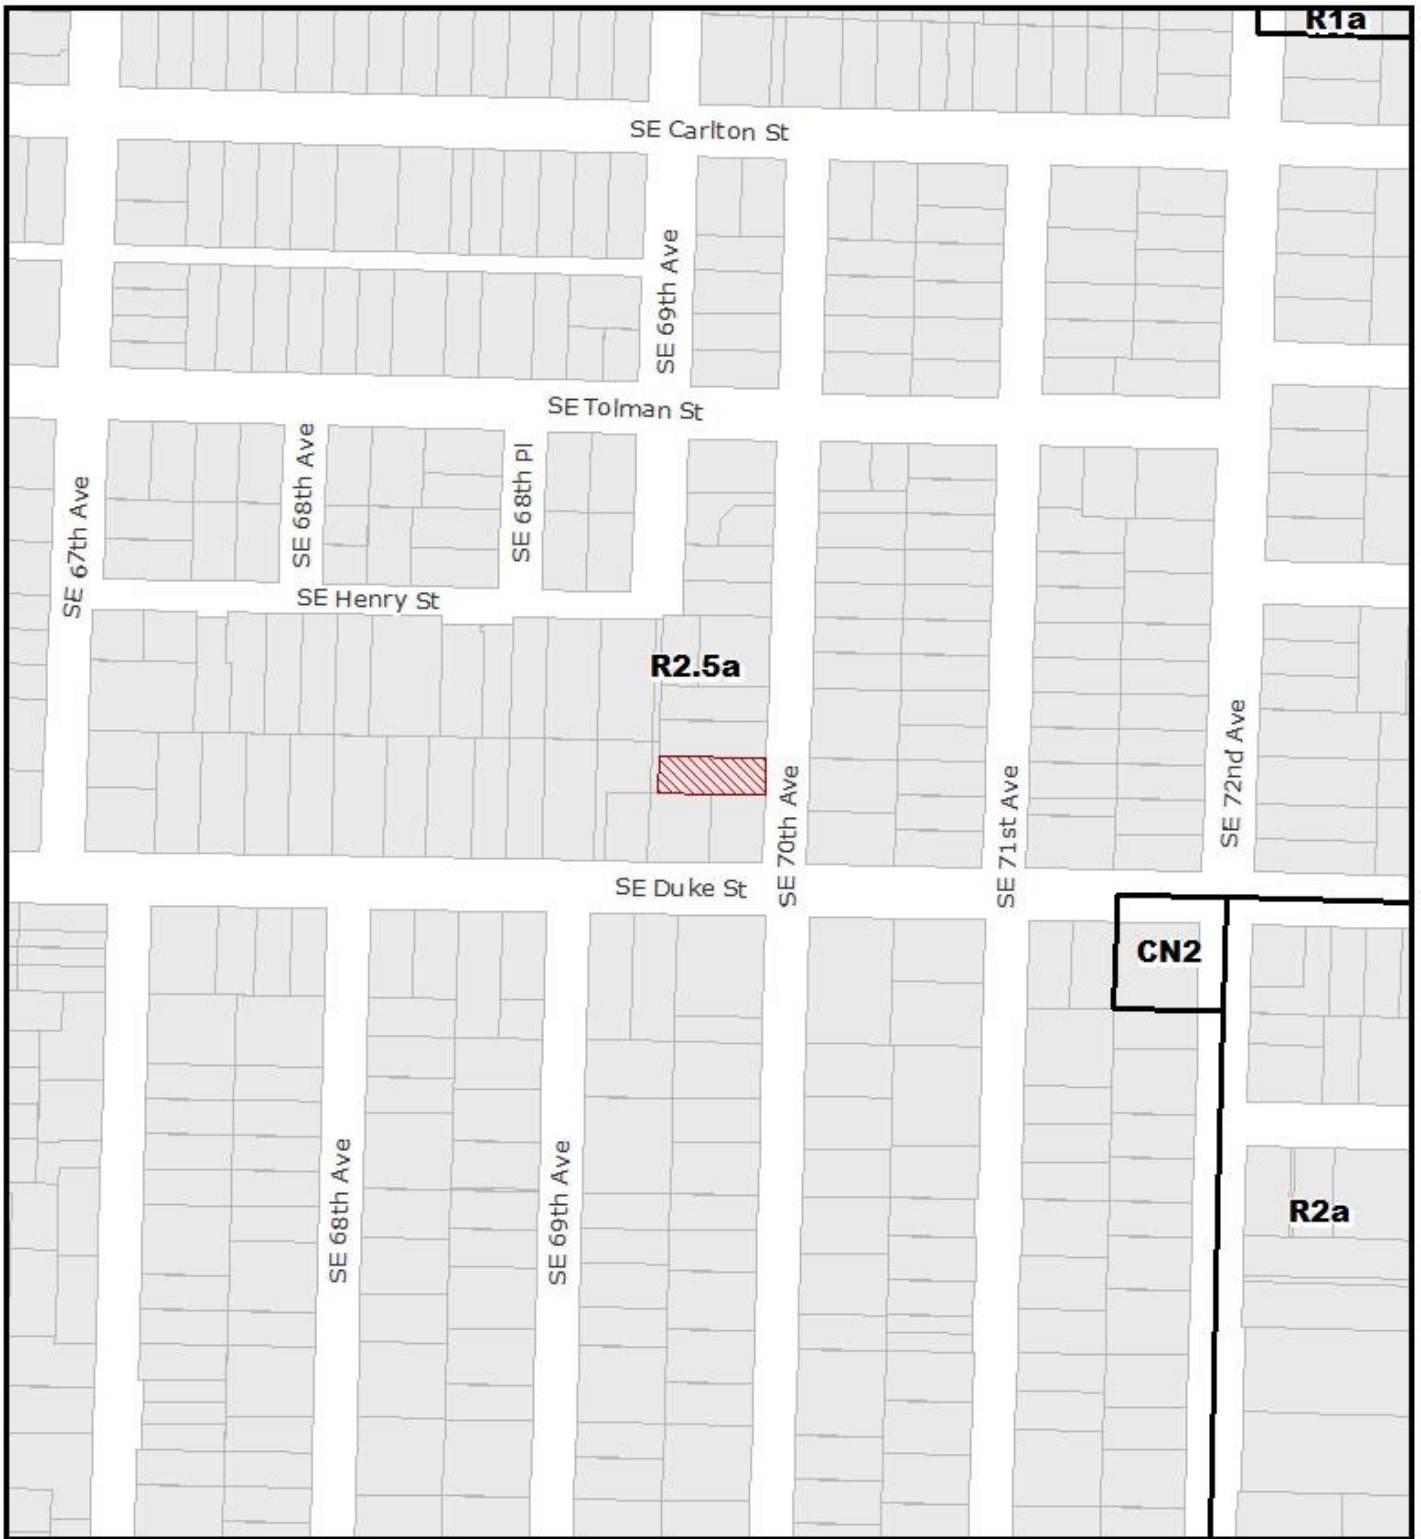 R1a
SE Carlton St
SE 69th Ave
SE Tolman St
SE 68th Ave
SE 68th Pl
SE 67th Ave
SE Henry St
R2.5a
SE 72nd Ave
SE 70th Ave
SE 71st Ave
SE Duke St
CN2
SE 68th Ave
SE 69th Ave
R2a